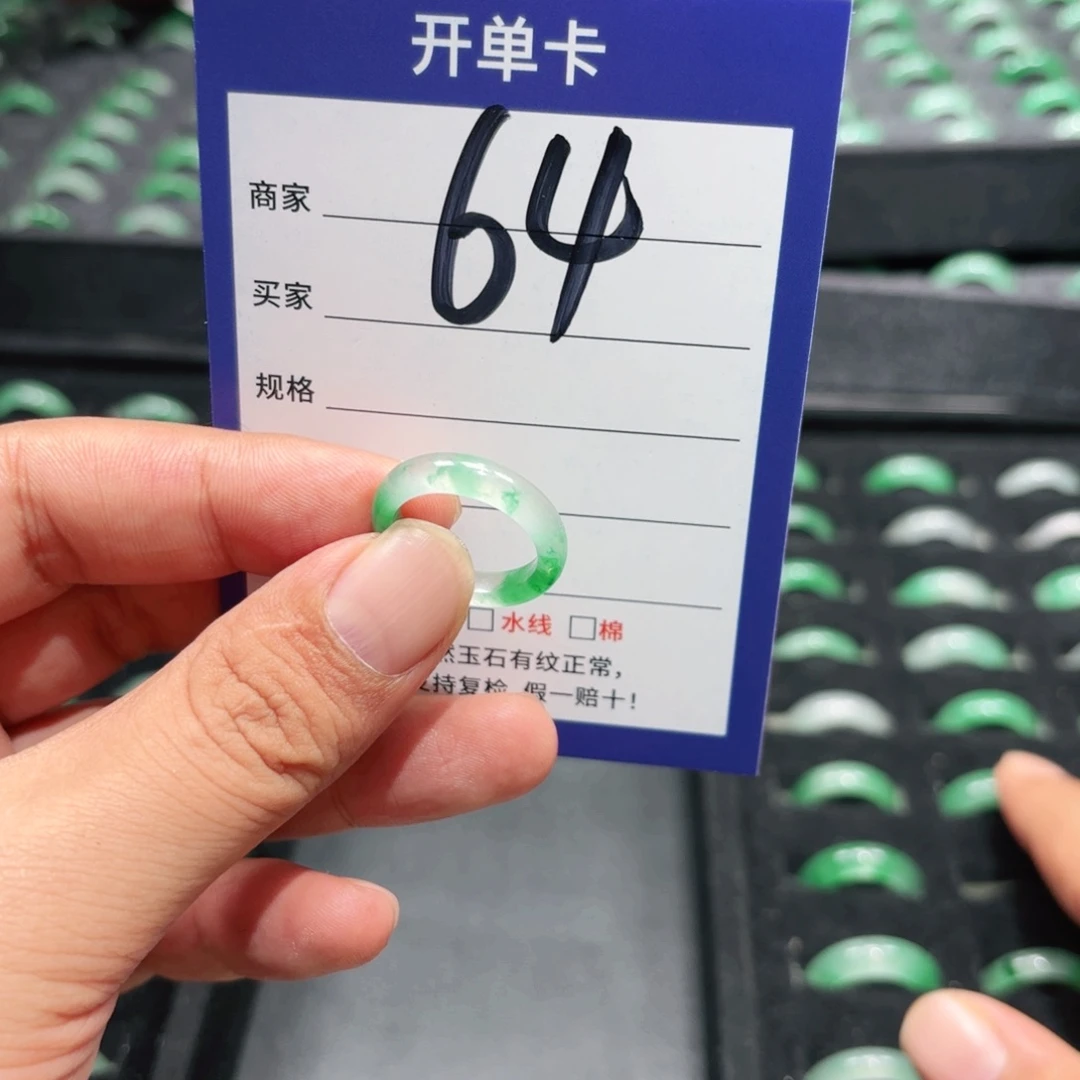 开单卡
64
商家
买家
规格
□水线 □棉
然玉石有纹正常，
支持复检 假一赔十！